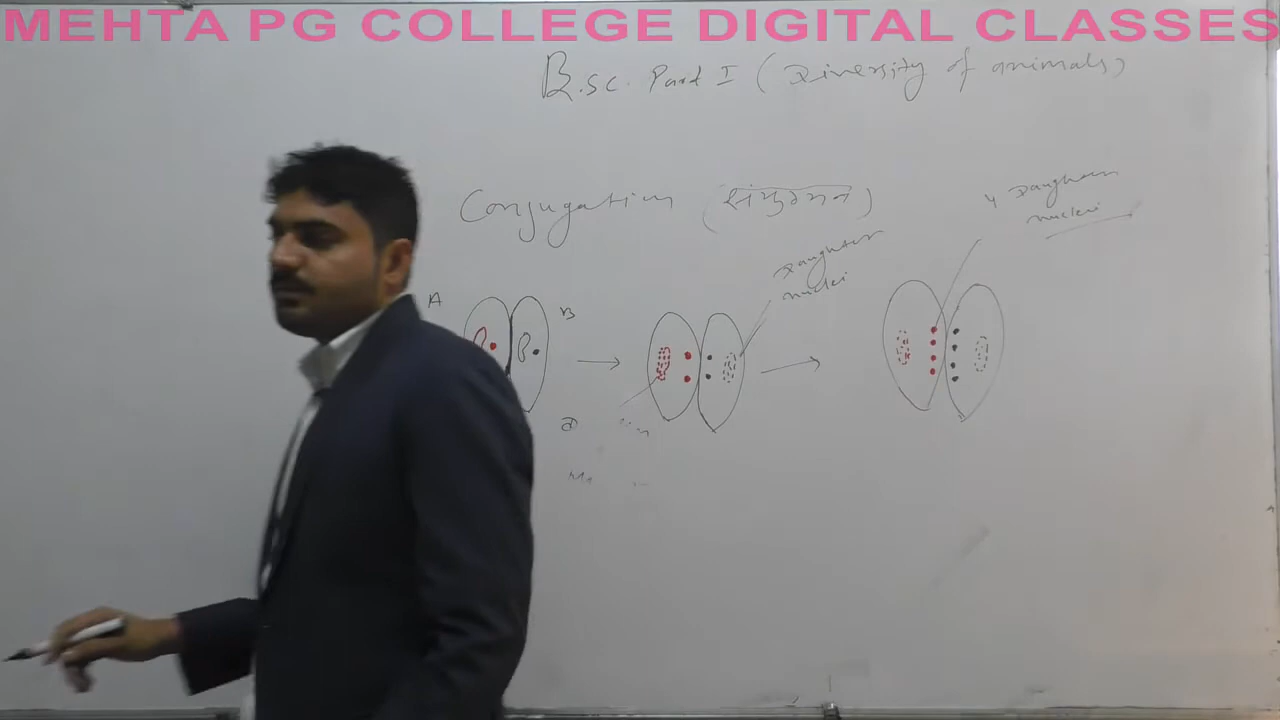 MEHTA PG COLLEGE DIGITAL CLASSES
B.sc. Part I (Diversity of animals)
Conjugation (संयुग्मन)
4 Daughter
nuclei
Daughter
nuclei
A
B